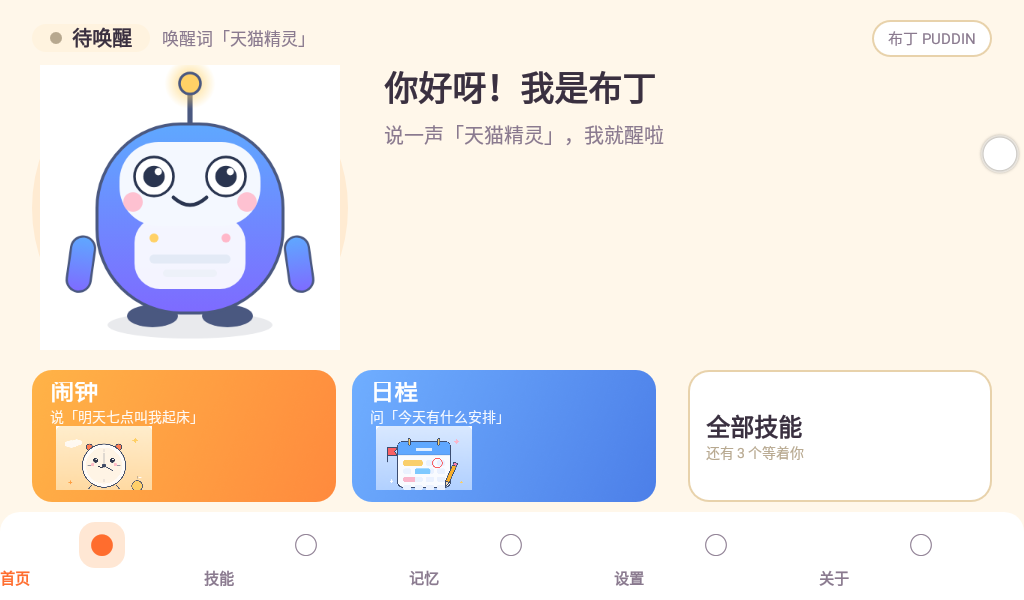 待唤醒
唤醒词「天猫精灵」
布丁 PUDDIN
你好呀！我是布丁
说一声「天猫精灵」，我就醒啦
闹钟
说「明天七点叫我起床」
日程
问「今天有什么安排」
全部技能
还有 3 个等着你
首页
技能
记忆
设置
关于